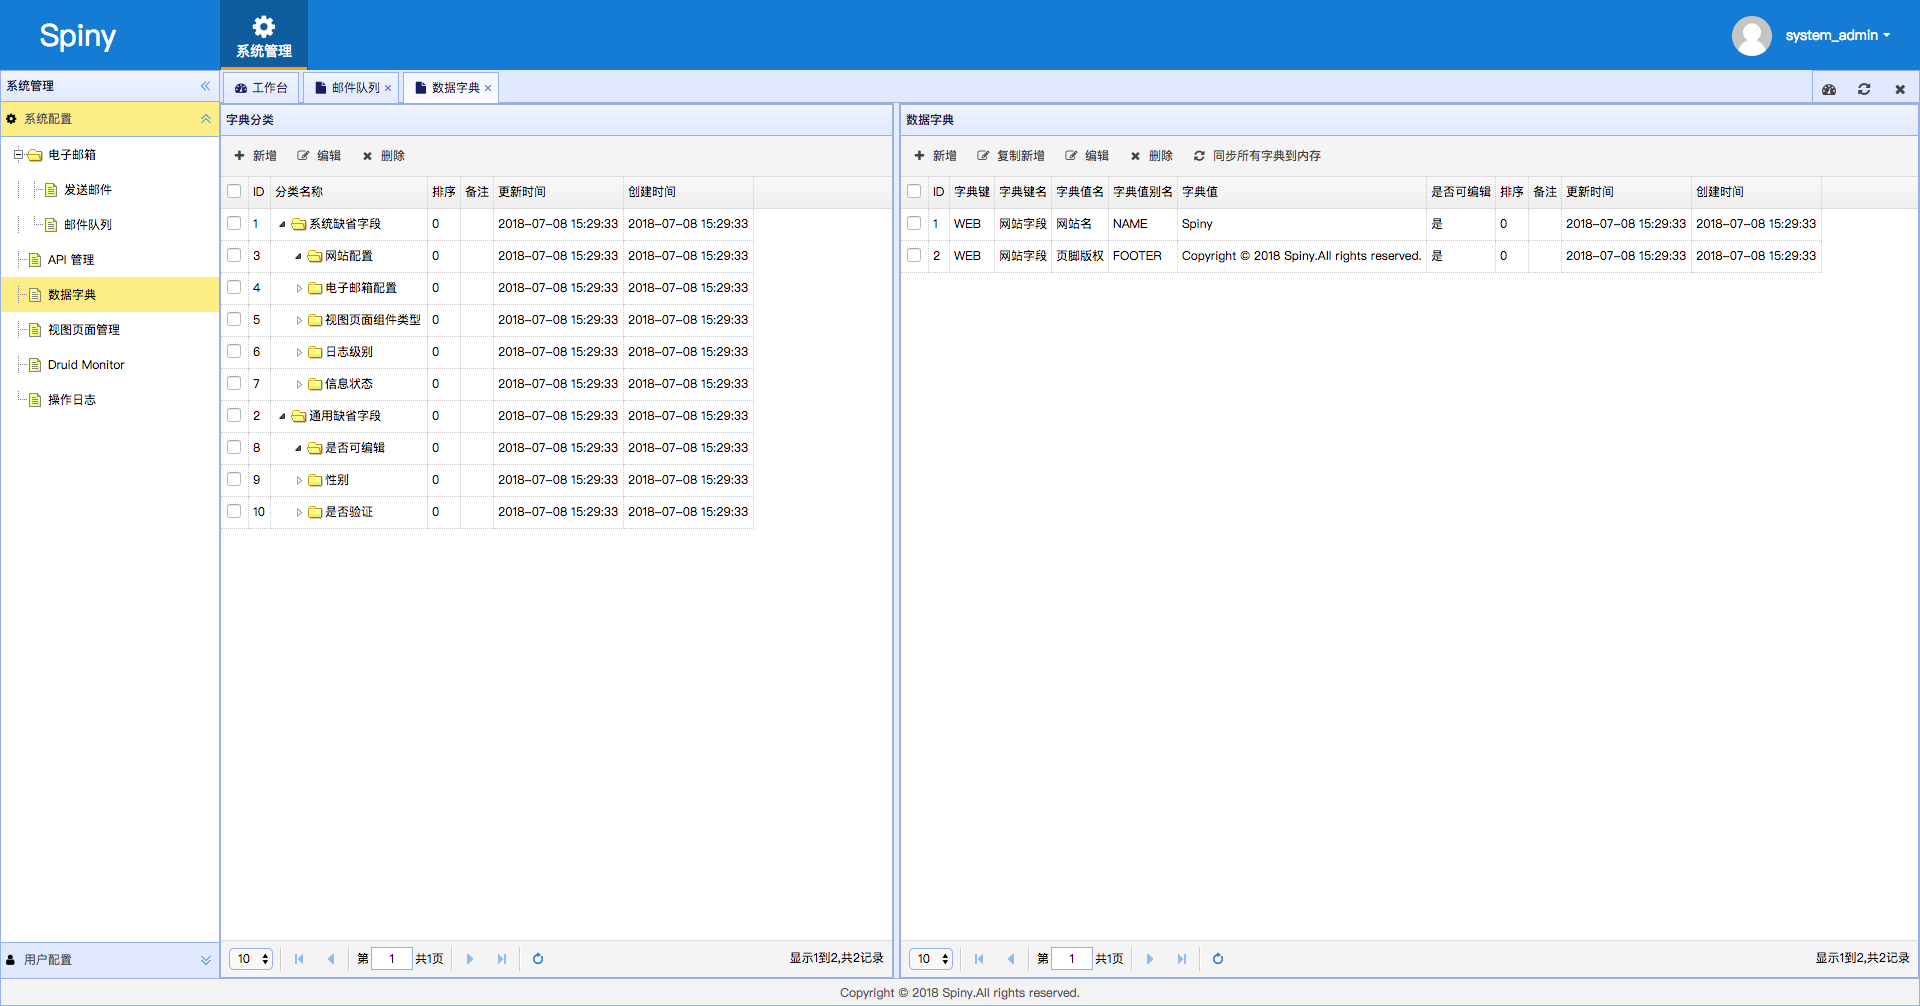 Spiny
系统管理
system_admin
系统管理
工作台 邮件队列 数据字典
系统配置
电子邮箱
发送邮件
邮件队列
API 管理
数据字典
视图页面管理
Druid Monitor
操作日志
用户配置
字典分类
新增 编辑 删除
ID 分类名称 排序 备注 更新时间 创建时间
1 系统缺省字段 0 2018-07-08 15:29:33 2018-07-08 15:29:33
3 网站配置 0 2018-07-08 15:29:33 2018-07-08 15:29:33
4 电子邮箱配置 0 2018-07-08 15:29:33 2018-07-08 15:29:33
5 视图页面组件类型 0 2018-07-08 15:29:33 2018-07-08 15:29:33
6 日志级别 0 2018-07-08 15:29:33 2018-07-08 15:29:33
7 信息状态 0 2018-07-08 15:29:33 2018-07-08 15:29:33
2 通用缺省字段 0 2018-07-08 15:29:33 2018-07-08 15:29:33
8 是否可编辑 0 2018-07-08 15:29:33 2018-07-08 15:29:33
9 性别 0 2018-07-08 15:29:33 2018-07-08 15:29:33
10 是否验证 0 2018-07-08 15:29:33 2018-07-08 15:29:33
10 第 1 共1页 显示1到2,共2记录
数据字典
新增 复制新增 编辑 删除 同步所有字典到内存
ID 字典键 字典键名 字典值名 字典值别名 字典值 是否可编辑 排序 备注 更新时间 创建时间
1 WEB 网站字段 网站名 NAME Spiny 是 0 2018-07-08 15:29:33 2018-07-08 15:29:33
2 WEB 网站字段 页脚版权 FOOTER Copyright © 2018 Spiny.All rights reserved. 是 0 2018-07-08 15:29:33 2018-07-08 15:29:33
10 第 1 共1页 显示1到2,共2记录
Copyright © 2018 Spiny.All rights reserved.